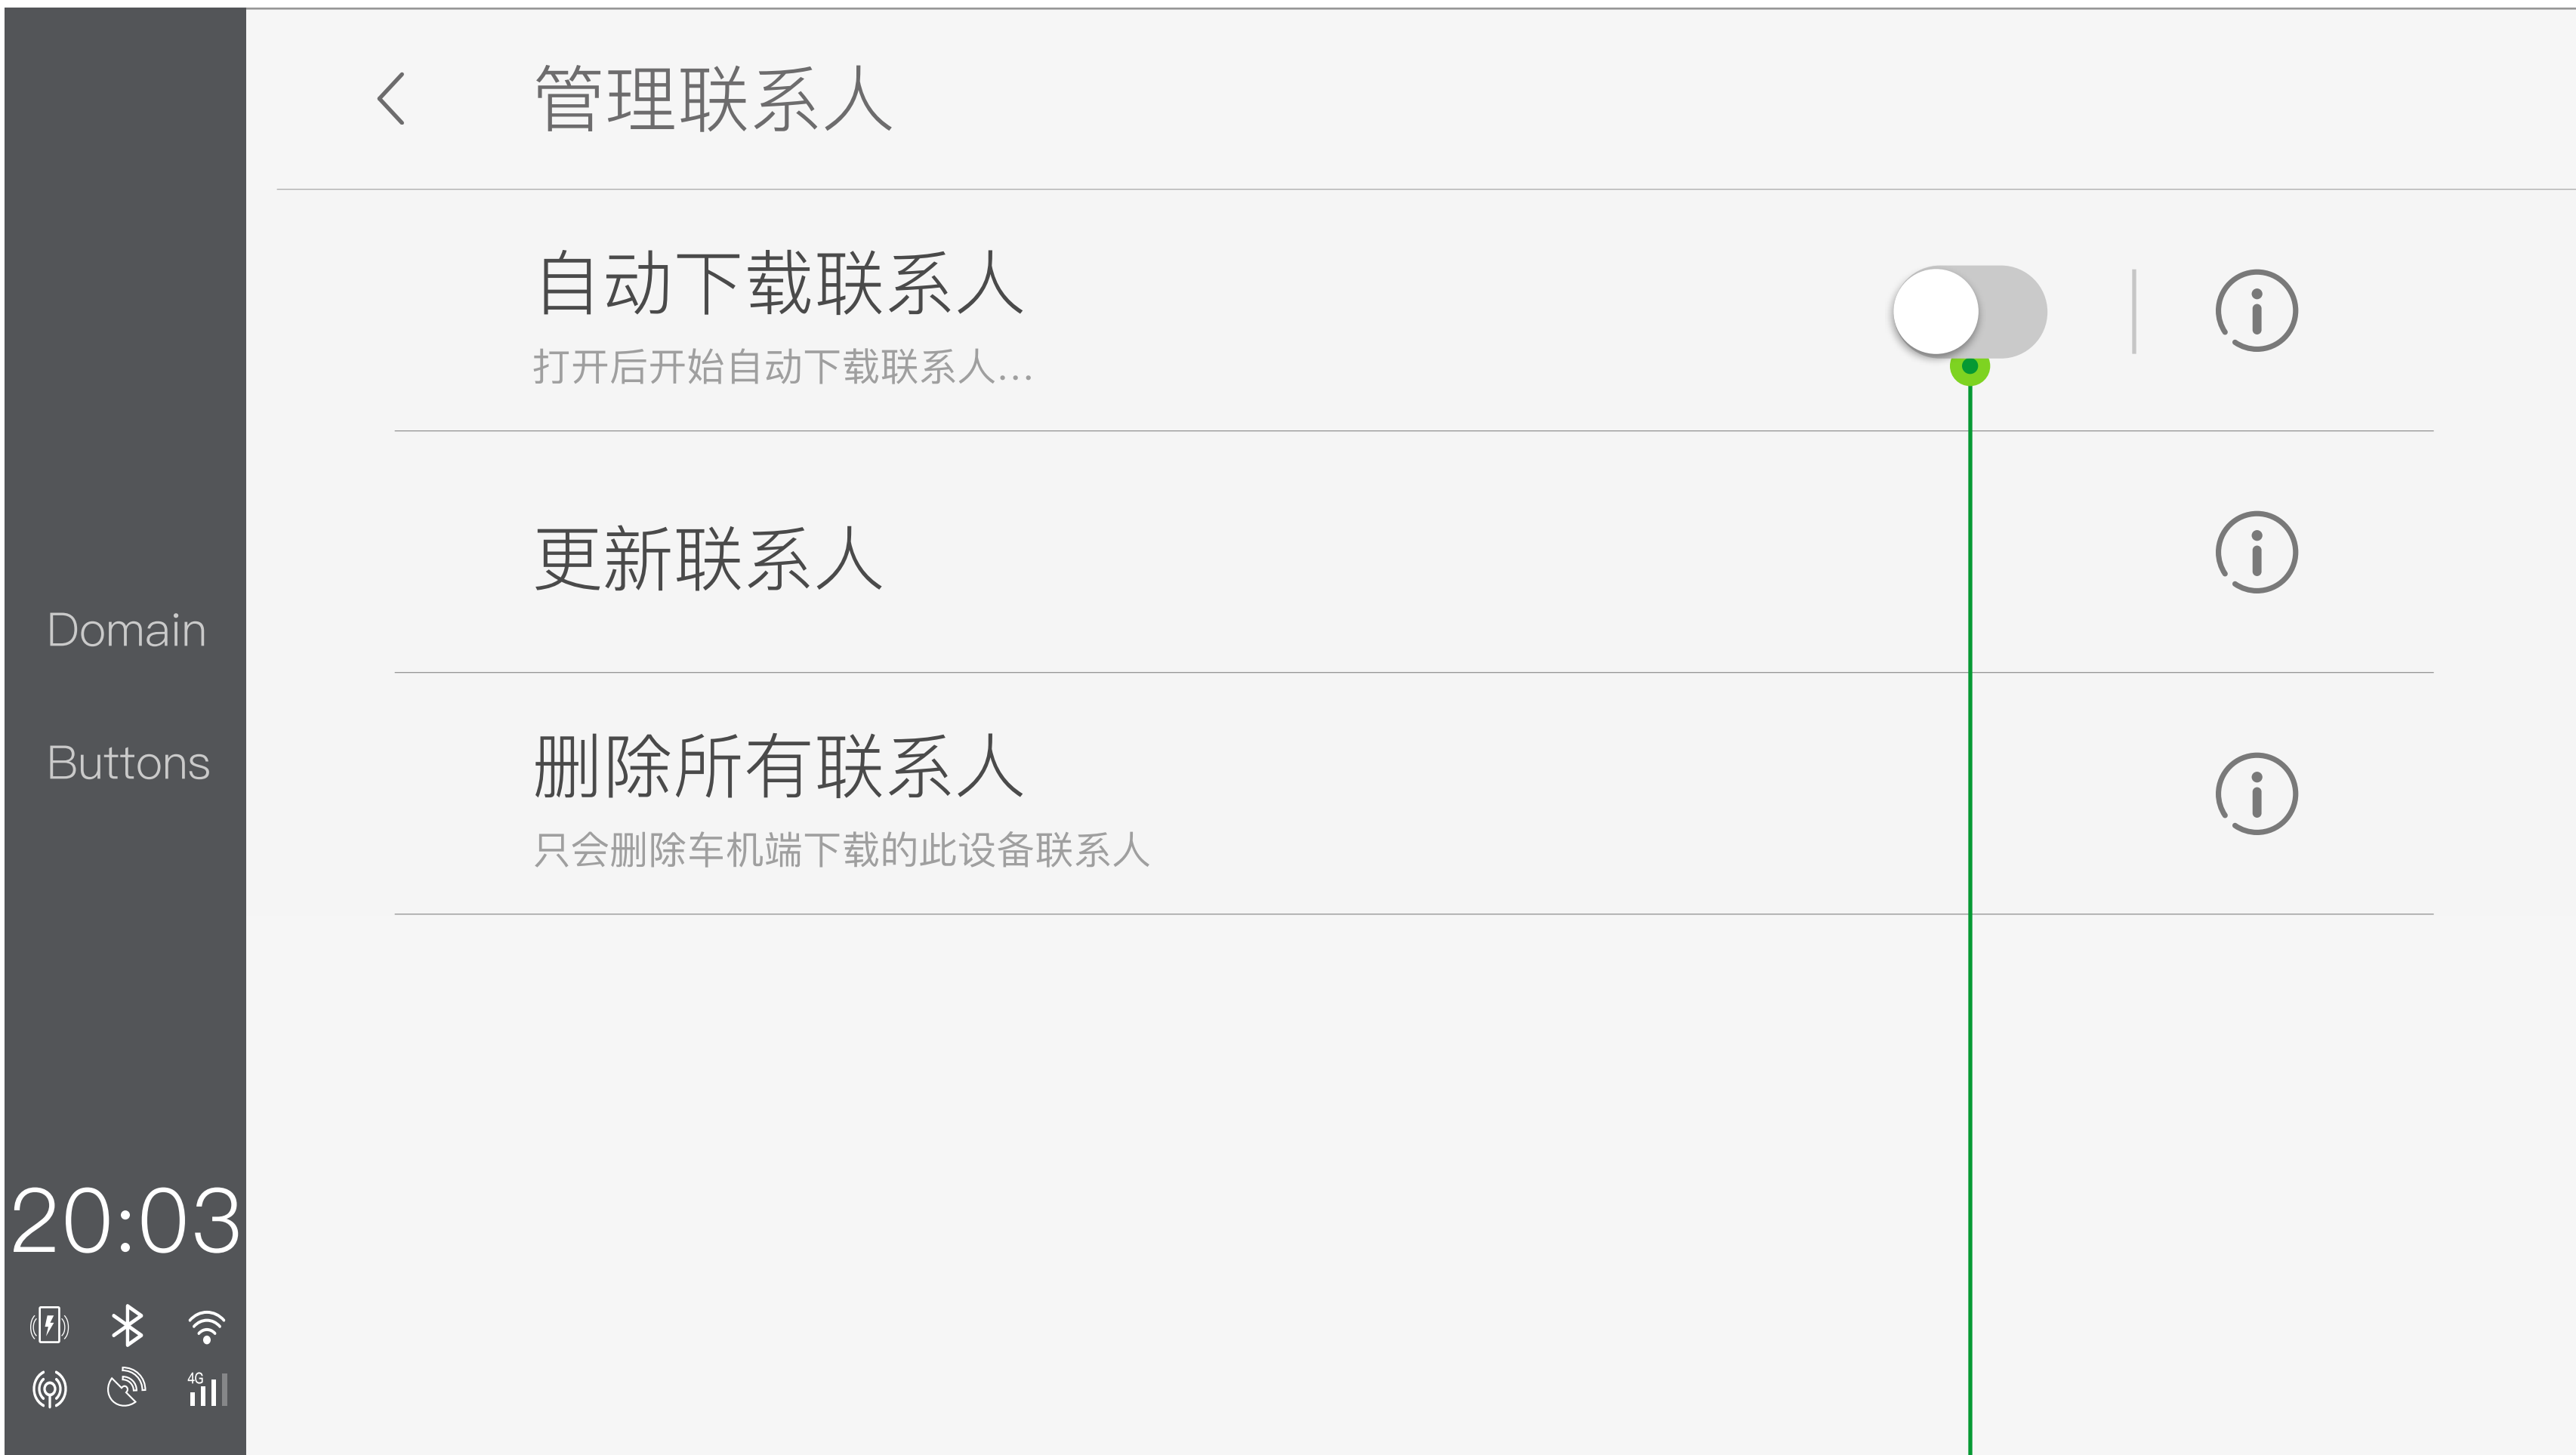 管理联系人
自动下载联系人
打开后开始自动下载联系人...
更新联系人
删除所有联系人
只会删除车机端下载的此设备联系人
Domain
Buttons
20:03
4G